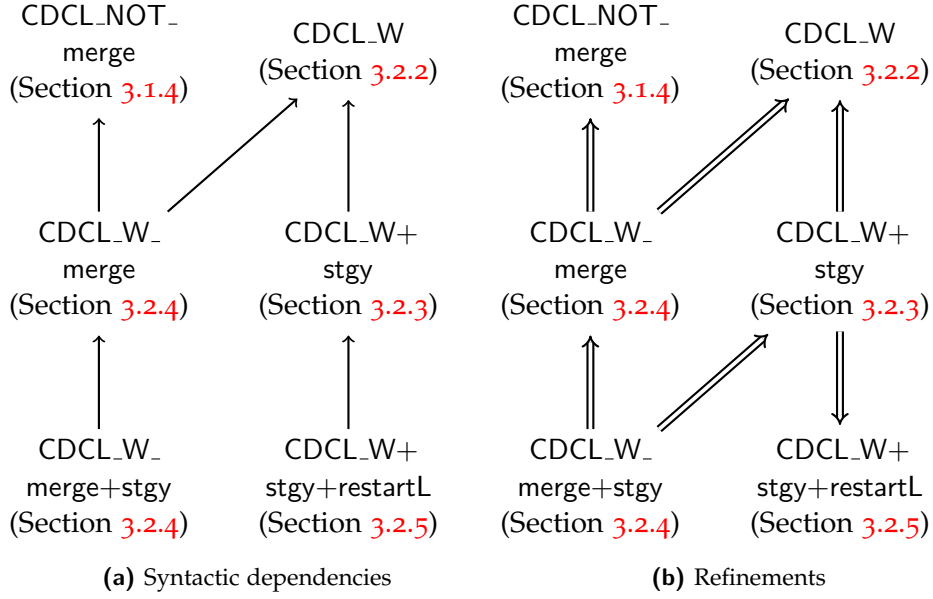 CDCL_NOT_
merge
(Section 3.1.4)
CDCL_W
(Section 3.2.2)
CDCL_W_
merge
(Section 3.2.4)
CDCL_W+
stgy
(Section 3.2.3)
CDCL_W_
merge+stgy
(Section 3.2.4)
CDCL_W+
stgy+restartL
(Section 3.2.5)
(a) Syntactic dependencies
CDCL_NOT_
merge
(Section 3.1.4)
CDCL_W
(Section 3.2.2)
CDCL_W_
merge
(Section 3.2.4)
CDCL_W+
stgy
(Section 3.2.3)
CDCL_W_
merge+stgy
(Section 3.2.4)
CDCL_W+
stgy+restartL
(Section 3.2.5)
(b) Refinements